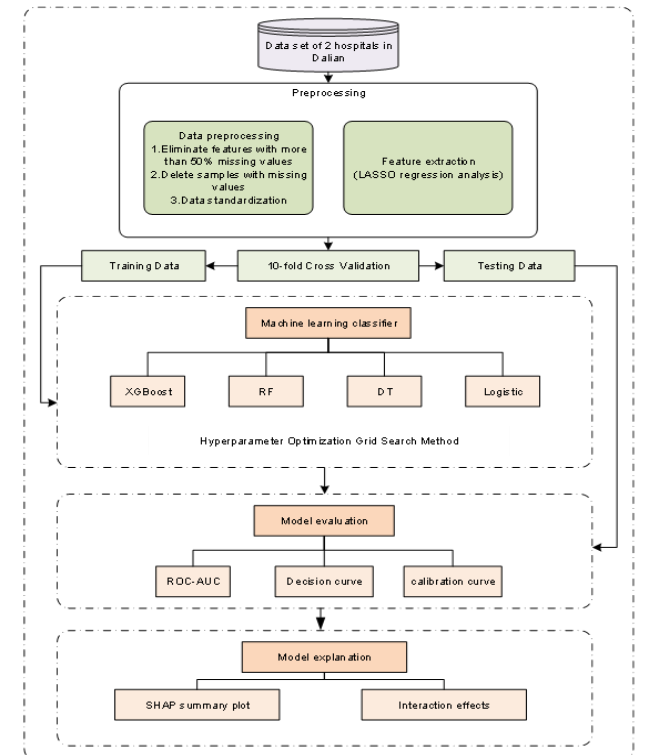 Data set of 2 hospitals in
Dalian
Preprocessing
Data preprocessing
1.Eliminate features with more
than 50% missing values
2.Delete samples with missing
values
3.Data standardization
Feature extraction
(LASSO regression analysis)
Training Data
10-fold Cross Validation
Testing Data
Machine learning classifier
XGBoost
RF
DT
Logistic
Hyperparameter Optimization Grid Search Method
Model evaluation
ROC-AUC
Decision curve
calibration curve
Model explanation
SHAP summary plot
Interaction effects